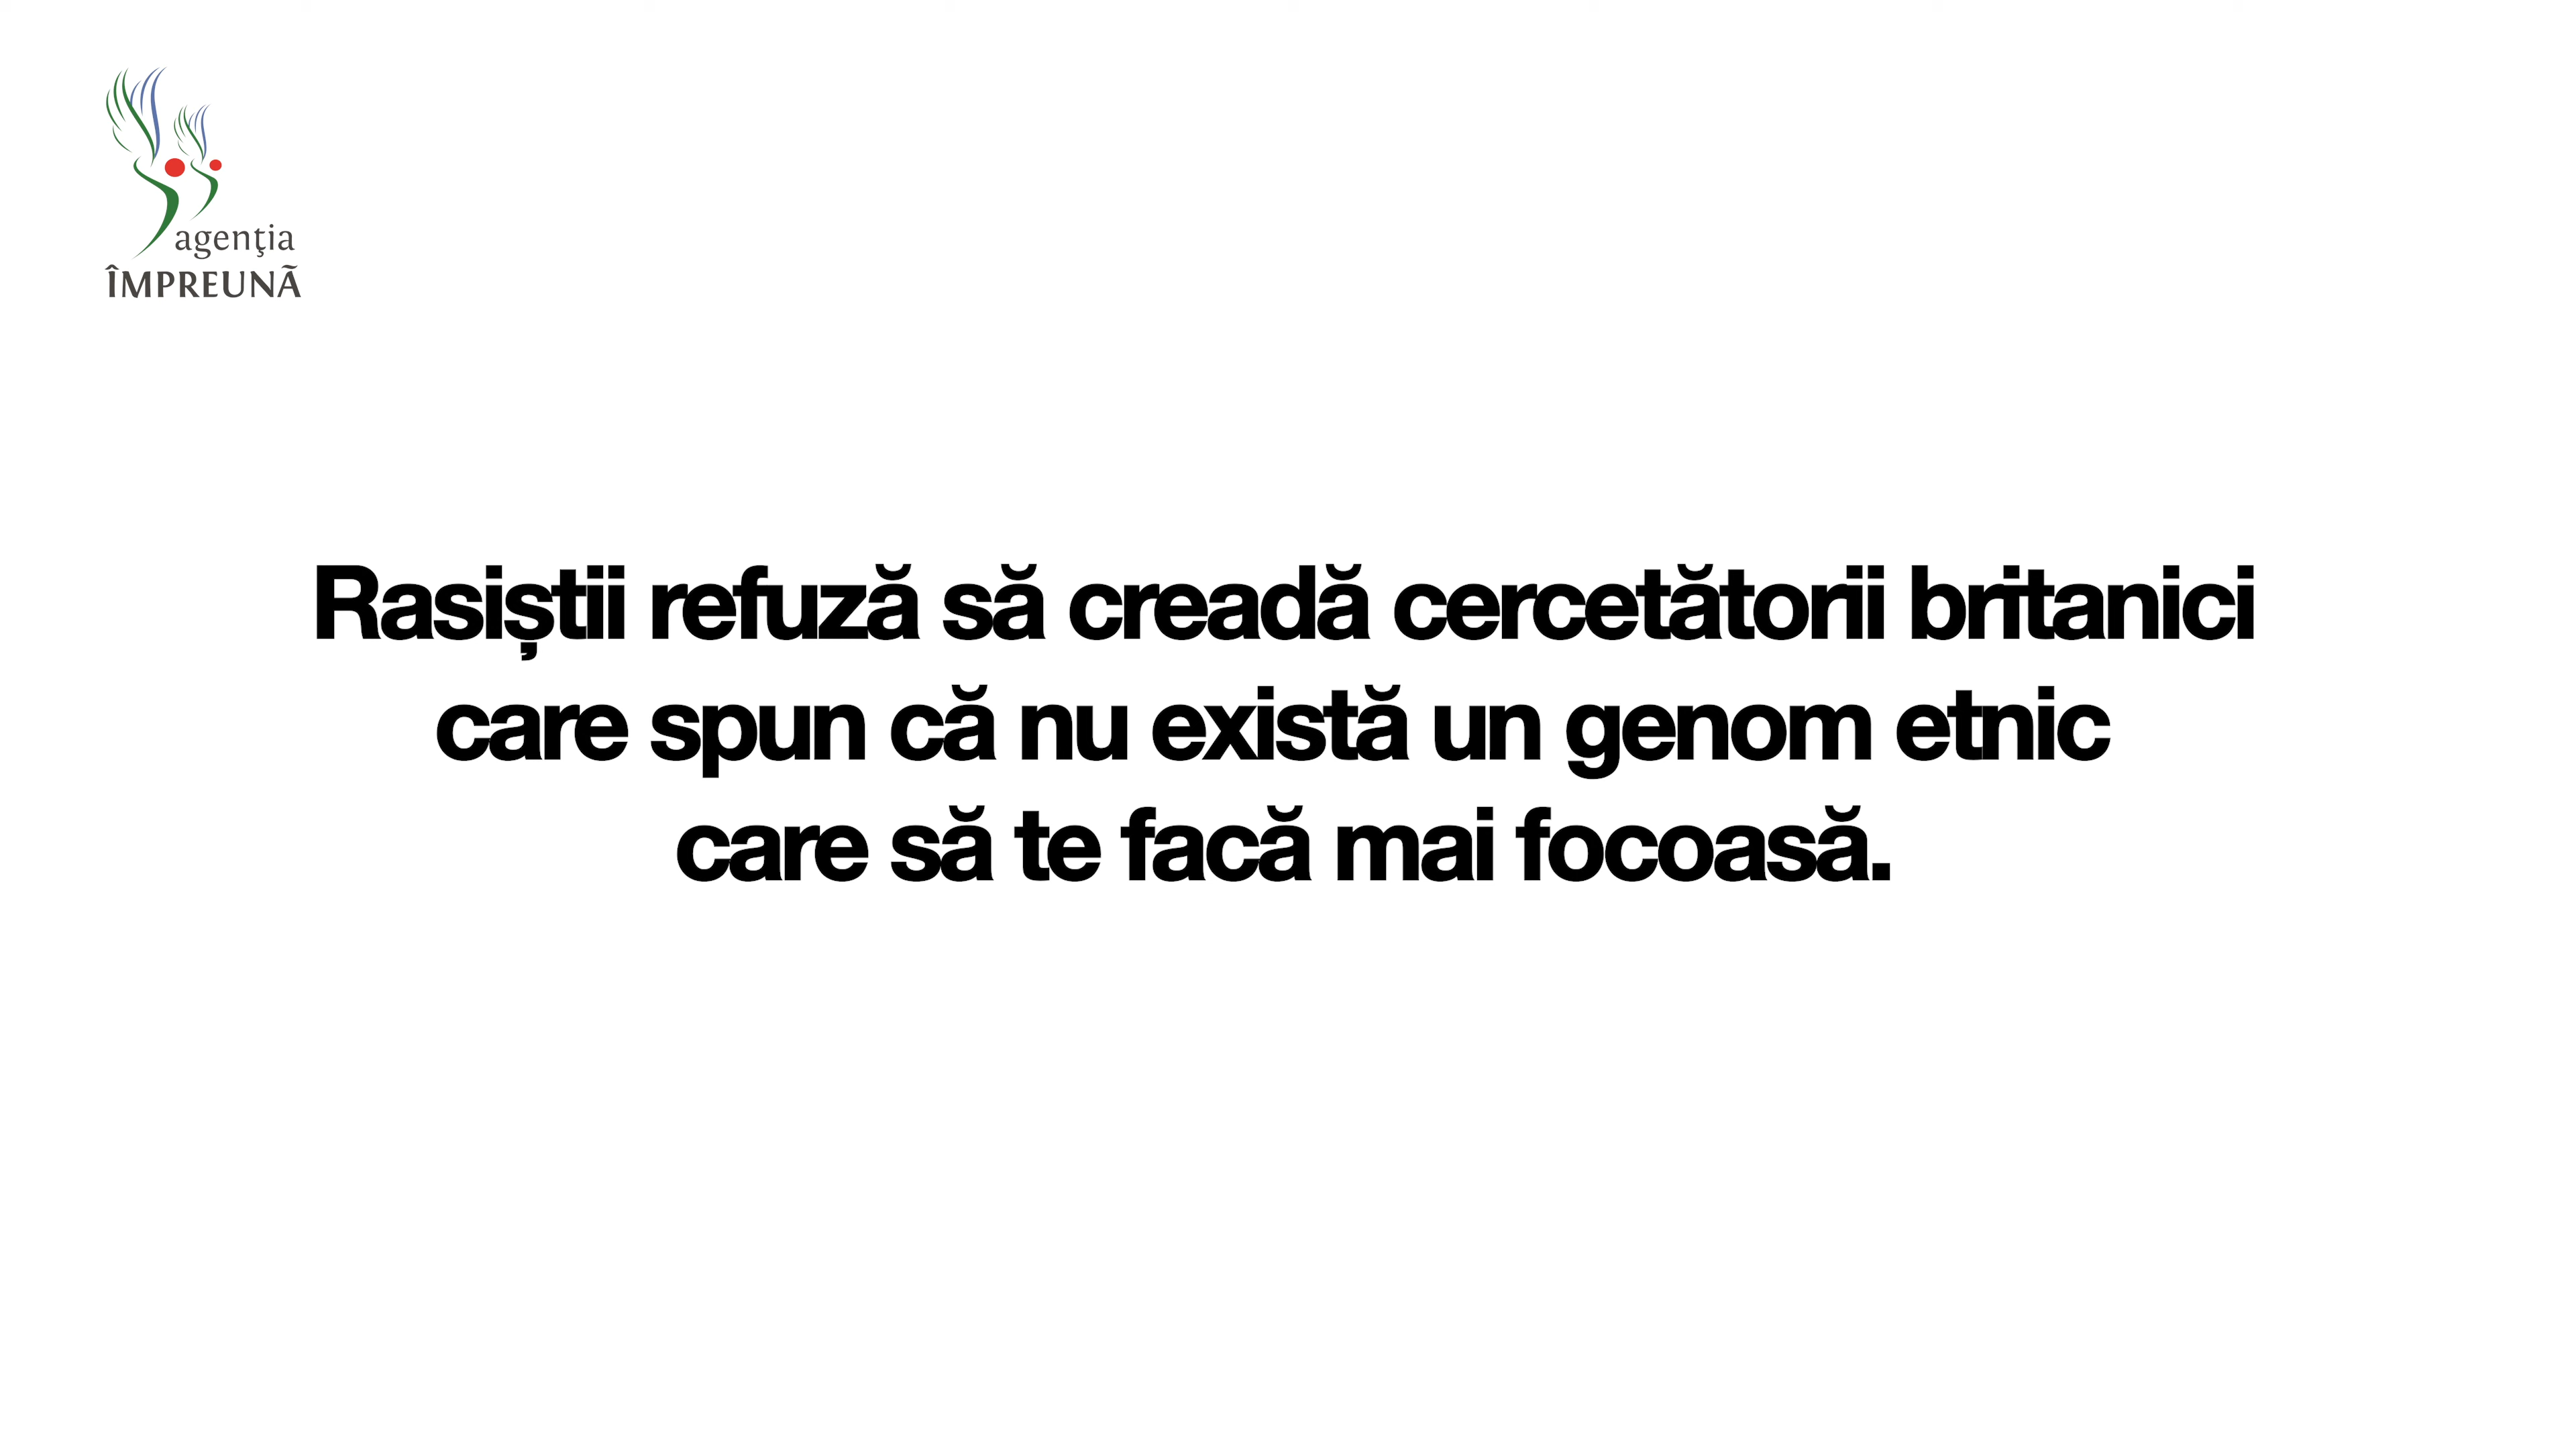 agenţia
ÎMPREUNÃ
Rasiștii refuză să creadă cercetătorii britanici
care spun că nu există un genom etnic
care să te facă mai focoasă.